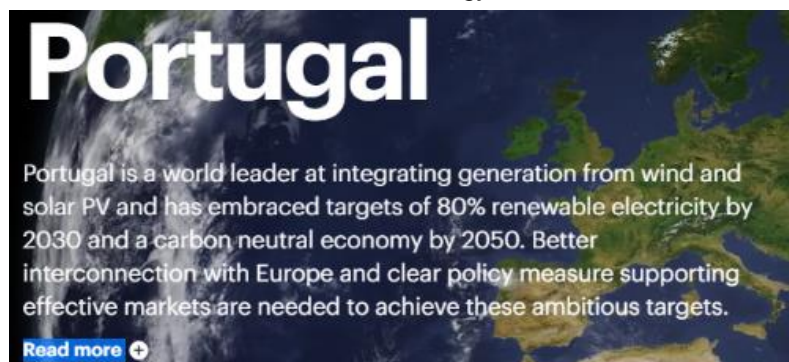 Portugal
Portugal is a world leader at integrating generation from wind and
solar PV and has embraced targets of 80% renewable electricity by
2030 and a carbon neutral economy by 2050. Better
interconnection with Europe and clear policy measure supporting
effective markets are needed to achieve these ambitious targets.
Read more